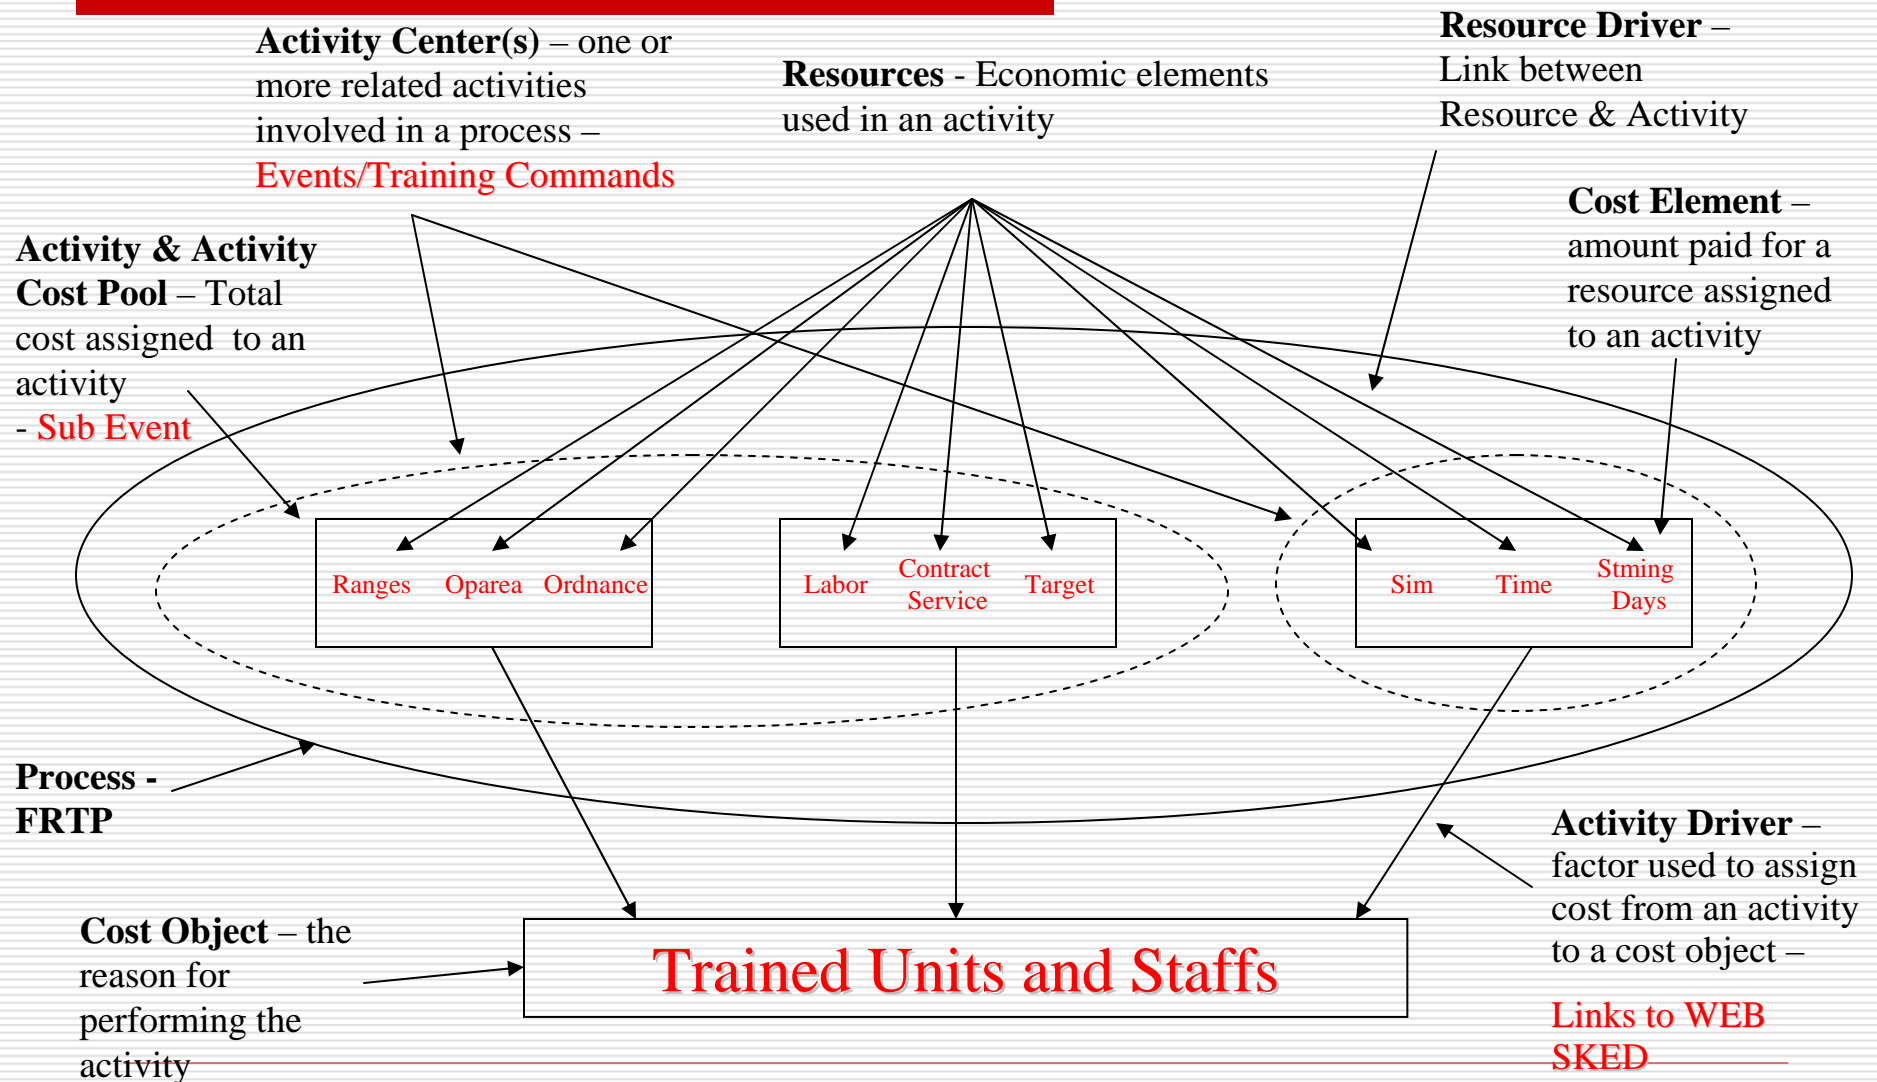 Activity Center(s) – one or
more related activities
involved in a process –
Events/Training Commands
Resources - Economic elements
used in an activity
Resource Driver –
Link between
Resource & Activity
Cost Element –
amount paid for a
resource assigned
to an activity
Activity & Activity
Cost Pool – Total
cost assigned to an
activity
- Sub Event
Ranges
Oparea
Ordnance
Labor
Contract
Service
Target
Sim
Time
Stming
Days
Process -
FRTP
Cost Object – the
reason for
performing the
activity
Trained Units and Staffs
Activity Driver –
factor used to assign
cost from an activity
to a cost object –
Links to WEB
SKED